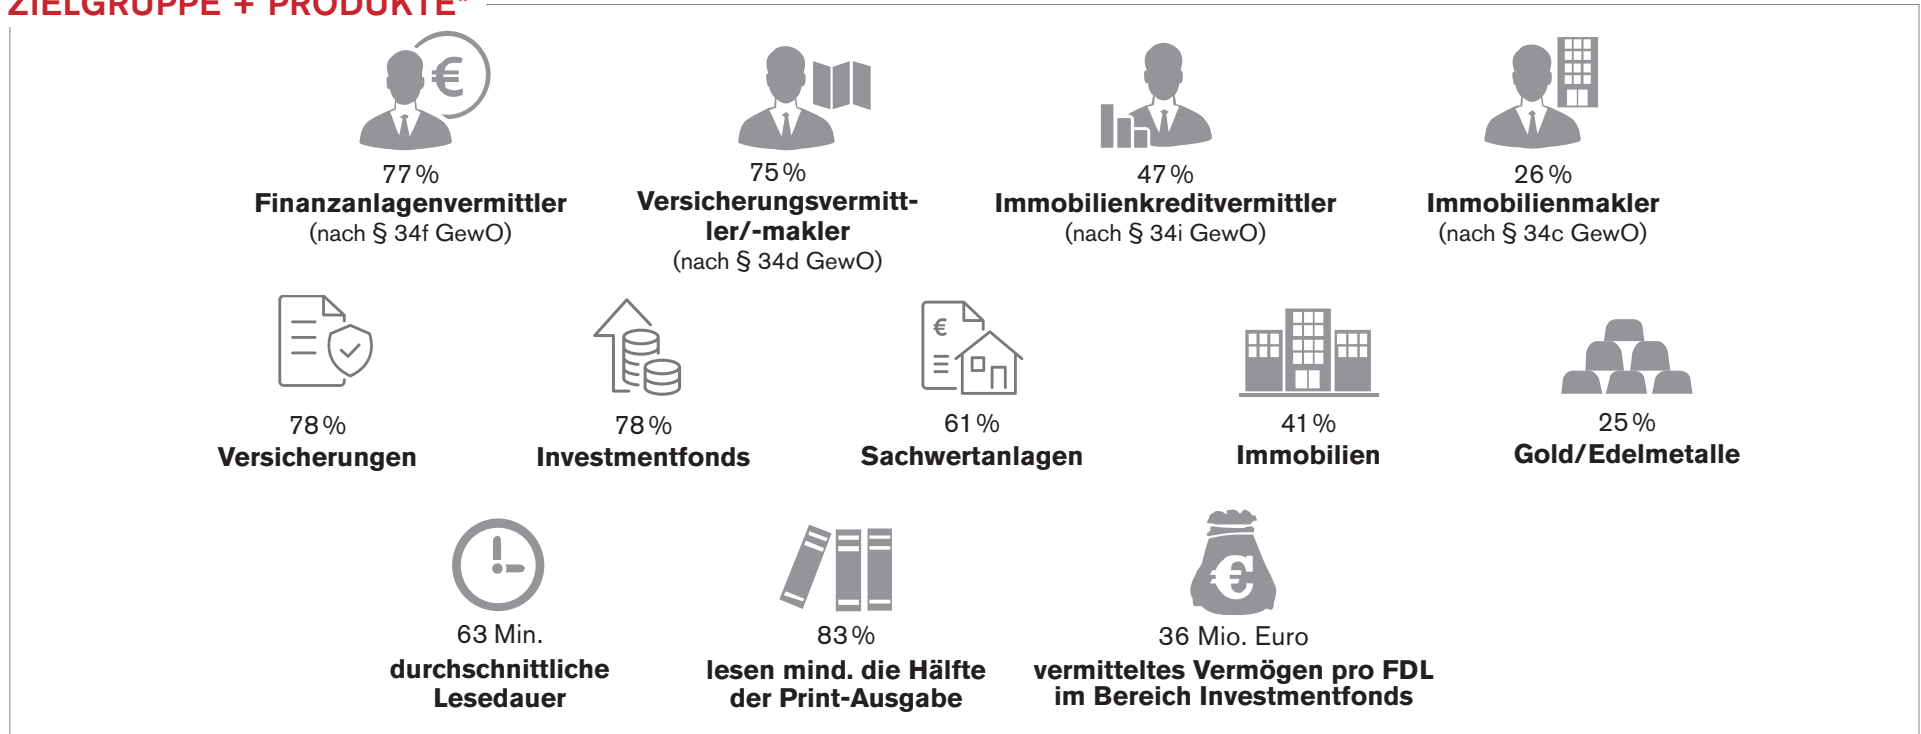 ZIELGRUPPE + PRODUKTE*
77 %
Finanzanlagenvermittler
(nach § 34f GewO)
75 %
Versicherungsvermitt-
ler/-makler
(nach § 34d GewO)
47 %
Immobilienkreditvermittler
(nach § 34i GewO)
26 %
Immobilienmakler
(nach § 34c GewO)
€
78 %
Versicherungen
78 %
Investmentfonds
€
61 %
Sachwertanlagen
41 %
Immobilien
25 %
Gold/Edelmetalle
63 Min.
durchschnittliche
Lesedauer
83 %
lesen mind. die Hälfte
der Print-Ausgabe
€
36 Mio. Euro
vermitteltes Vermögen pro FDL
im Bereich Investmentfonds